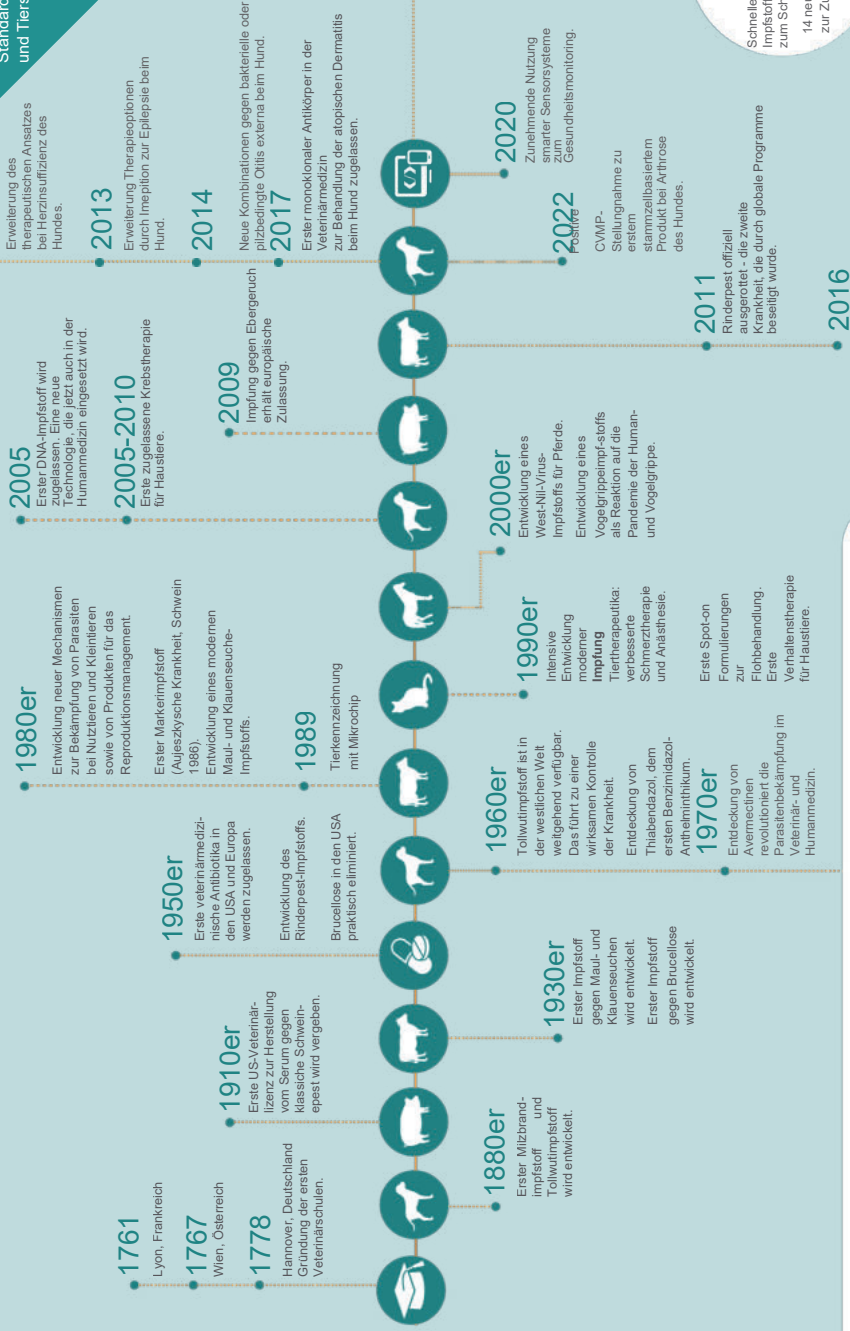 1761
Lyon, Frankreich
1767
Wien, Österreich
1778
Hannover, Deutschland
Gründung der ersten
Veterinärschulen.
1880er
Erster Milzbrand-
impfstoff und
Tollwutimpfstoff
wird entwickelt.
1910er
Erste US-Veterinär-
lizenz zur Herstellung
vom Serum gegen
klassiche Schwein-
epest wird vergeben.
1930er
Erster Impfstoff
gegen Maul- und
Klauenseuchen
wird entwickelt.
Erster Impfstoff
gegen Brucellose
wird entwickelt.
1950er
Erste veterinärmedizi-
nische Antibiotika in
den USA und Europa
werden zugelassen.
Entwicklung des
Rinderpest-Impfstoffs.
Brucellose in den USA
praktisch eliminiert.
1960er
Tollwutimpfstoff ist in
der westlichen Welt
weitgehend verfügbar.
Das führt zu einer
wirksamen Kontrolle
der Krankheit.
Entdeckung von
Thiabendazol, dem
ersten Benzimidazol-
Anthelminthikum.
1970er
Entdeckung von
Avermectinen
revolutioniert die
Parasitenbekämpfung im
Veterinär- und
Humanmedizin.
1980er
Entwicklung neuer Mechanismen
zur Bekämpfung von Parasiten
bei Nutztieren und Kleintieren
sowie von Produkten für das
Reproduktionsmanagement.
Erster Markerimpfstoff
(Aujeszkysche Krankheit, Schwein
1986).
Entwicklung eines modernen
Maul- und Klauenseuche-
Impfstoffs.
1989
Tierkennzeichnung
mit Mikrochip
1990er
Intensive
Entwicklung
moderner
Impfung
Tiertherapeutika:
verbesserte
Schmerztherapie
und Anästhesie.
Erste Spot-on
Formulierungen
zur
Flohbehandlung.
Erste
Verhaltenstherapie
für Haustiere.
2000er
Entwicklung eines
West-Nil-Virus-
Impfstoffs für Pferde.
Entwicklung eines
Vogelgrippeimpf-stoffs
als Reaktion auf die
Pandemie der Human-
und Vogelgrippe.
2005
Erster DNA-Impfstoff wird
zugelassen. Eine neue
Technologie, die jetzt auch in der
Humanmedizin eingesetzt wird.
2005-2010
Erste zugelassene Krebstherapie
für Haustiere.
2009
Impfung gegen Ebergeruch
erhält europäische
Zulassung.
2011
Rinderpest offiziell
ausgerottet - die zweite
Krankheit, die durch globale Programme
beseitigt wurde.
2016
Erweiterung des
therapeutischen Ansatzes
bei Herzinsuffizienz des
Hundes.
2013
Erweiterung Therapieoptionen
durch Imepition zur Epilepsie beim
Hund.
2014
Neue Kombinationen gegen bakterielle oder
pilzbedingte Otitis externa beim Hund.
2017
Erster monoklonaler Antikörper in der
Veterinärmedizin
zur Behandlung der atopischen Dermatitis
beim Hund zugelassen.
2022
Positive
CVMP-
Stellungnahme zu
erstem
stammzellbasiertem
Produkt bei Arthrose
des Hundes.
2020
Zunehmende Nutzung
smarter Sensorsysteme
zum
Gesundheitsmonitoring.
Standard
und Tiers
Schnelle
Impfstoff
zum Sch
14 ne
zur Zu